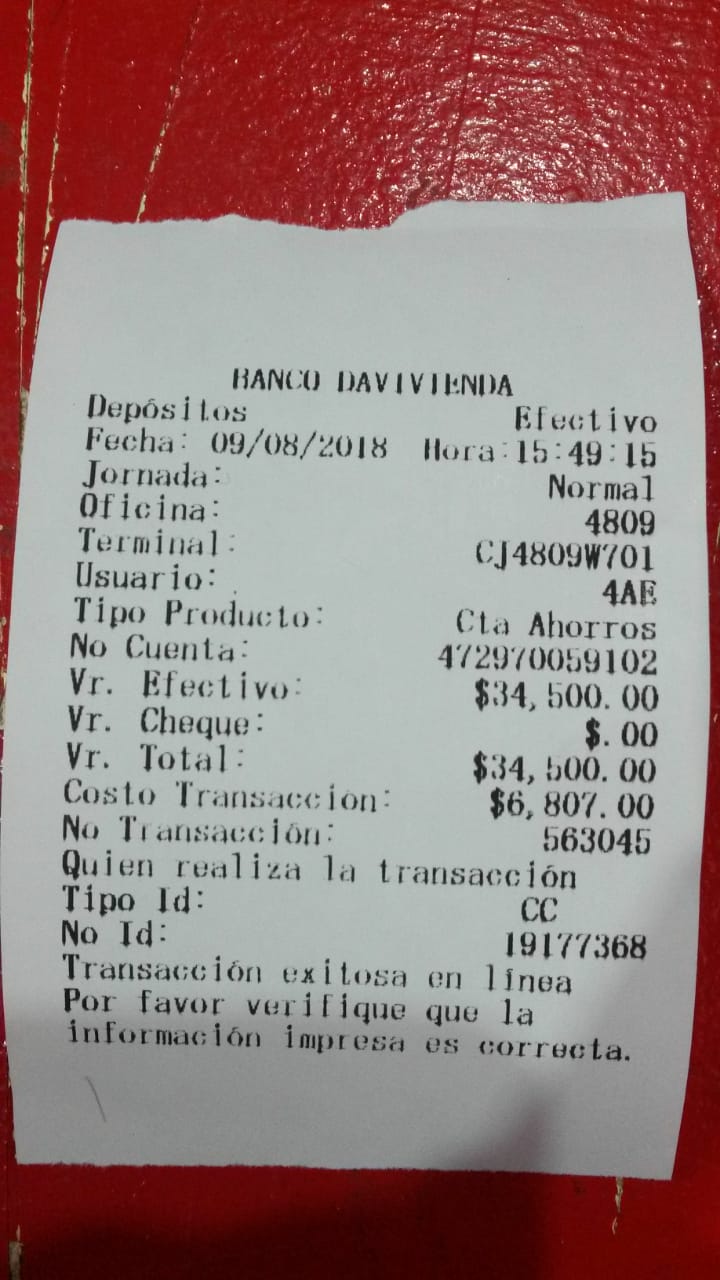 BANCO DAVIVIENDA
Depósitos Efectivo
Fecha: 09/08/2018 Hora:15:49:15
Jornada: Normal
Oficina: 4809
Terminal: CJ4809W701
Usuario: 4AE
Tipo Producto: Cta Ahorros
No Cuenta: 472970059102
Vr. Efectivo: $34,500.00
Vr. Cheque: $.00
Vr. Total: $34,500.00
Costo Transacción: $6,807.00
No Transacción: 563045
Quien realiza la transacción
Tipo Id: CC
No Id: 19177368
Transacción exitosa en línea
Por favor verifique que la
información impresa es correcta.